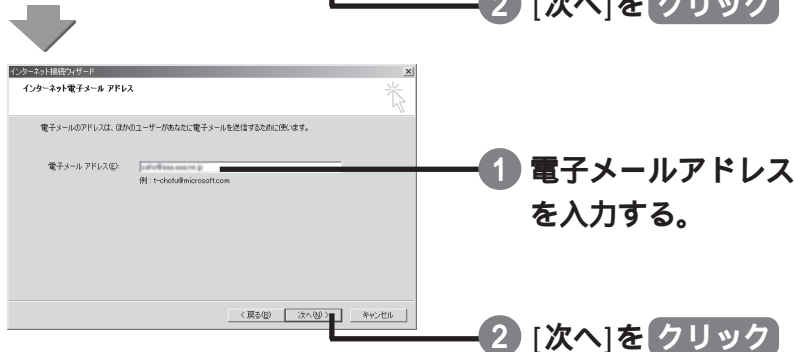 2 [次へ]を クリック
インターネット接続ウィザード
インターネット電子メール アドレス
電子メールのアドレスは、ほかのユーザーがあなたに電子メールを送信するために使います。
電子メール アドレス(E):
例 : t-chofu@microsoft.com
1 電子メールアドレス
を入力する。
< 戻る(B) 次へ(N) > キャンセル
2 [次へ]を クリック